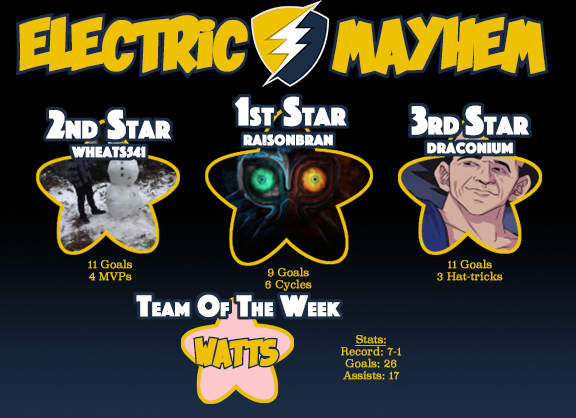 ELECTRIC MAYHEM
2ND STAR
WHEATS341
11 Goals
4 MVPs
1ST STAR
RAISONBRAN
9 Goals
6 Cycles
3RD STAR
DRACONIUM
11 Goals
3 Hat-tricks
TEAM OF THE WEEK
WATTS
Stats:
Record: 7-1
Goals: 26
Assists: 17